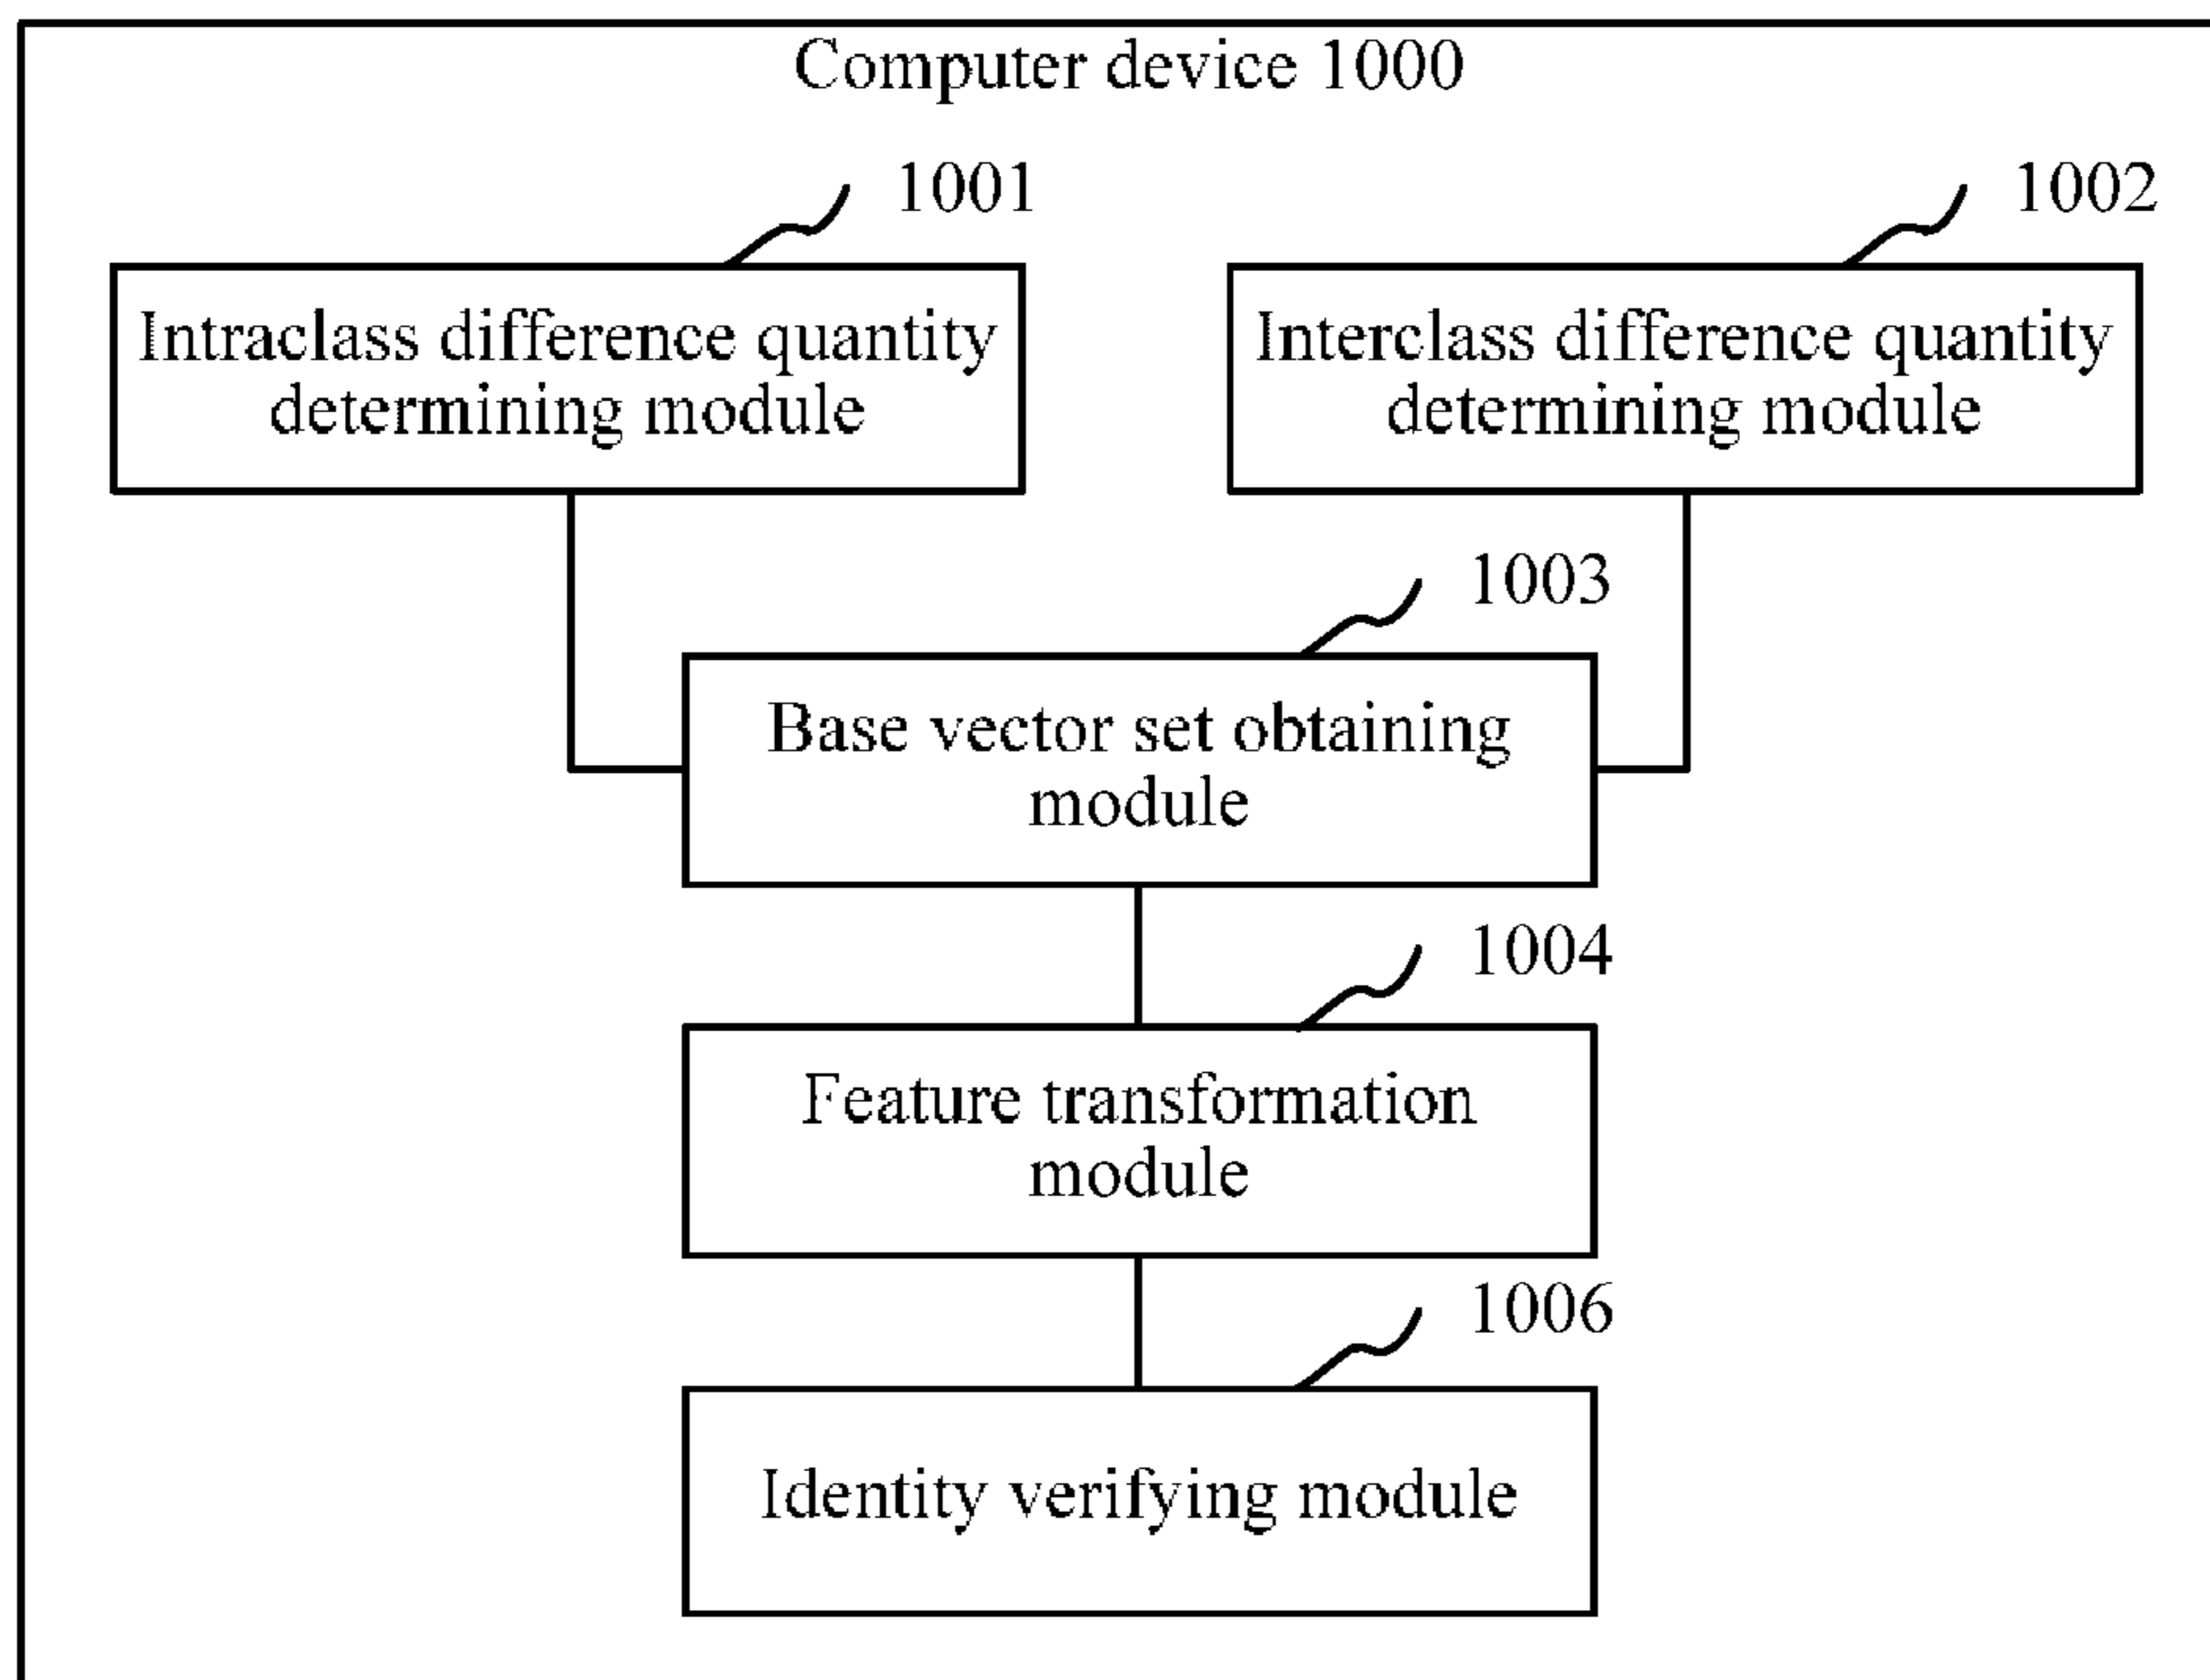 Computer device 1000
1001
1002
Intraclass difference quantity
determining module
Interclass difference quantity
determining module
1003
Base vector set obtaining
module
1004
Feature transformation
module
1006
Identity verifying module